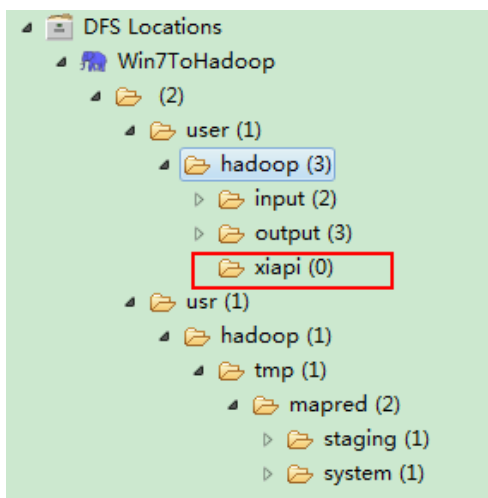 DFS Locations
Win7ToHadoop
(2)
user (1)
hadoop (3)
input (2)
output (3)
xiapi (0)
usr (1)
hadoop (1)
tmp (1)
mapred (2)
staging (1)
system (1)